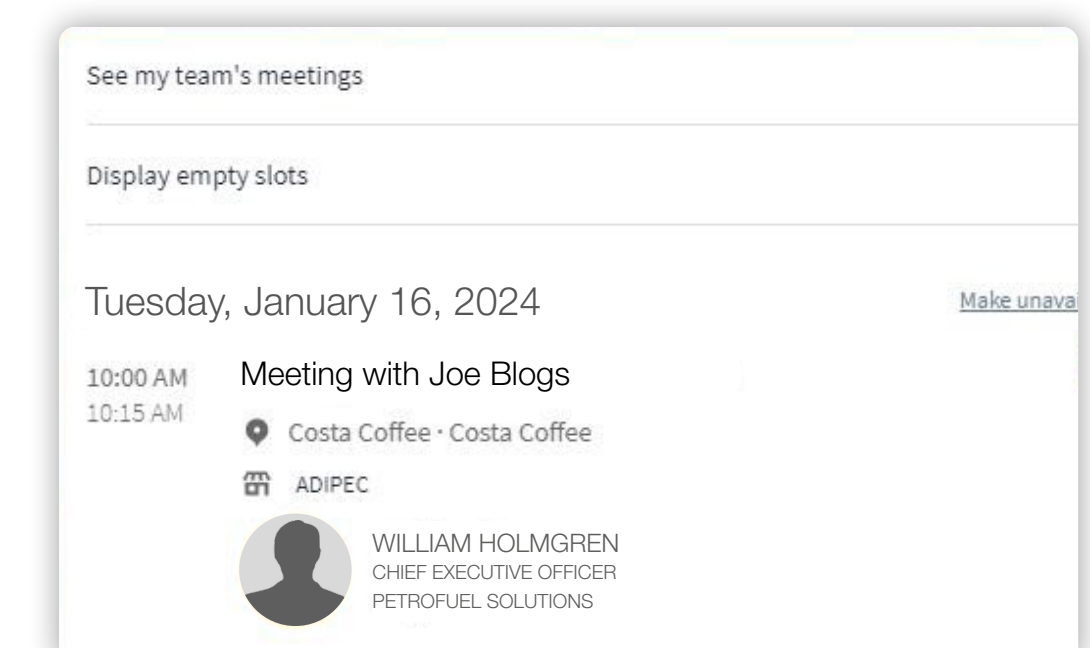 See my team's meetings
Display empty slots
Tuesday, January 16, 2024
Make unavai
10:00 AM
Meeting with Joe Blogs
10:15 AM
Costa Coffee · Costa Coffee
ADIPEC
WILLIAM HOLMGREN
CHIEF EXECUTIVE OFFICER
PETROFUEL SOLUTIONS